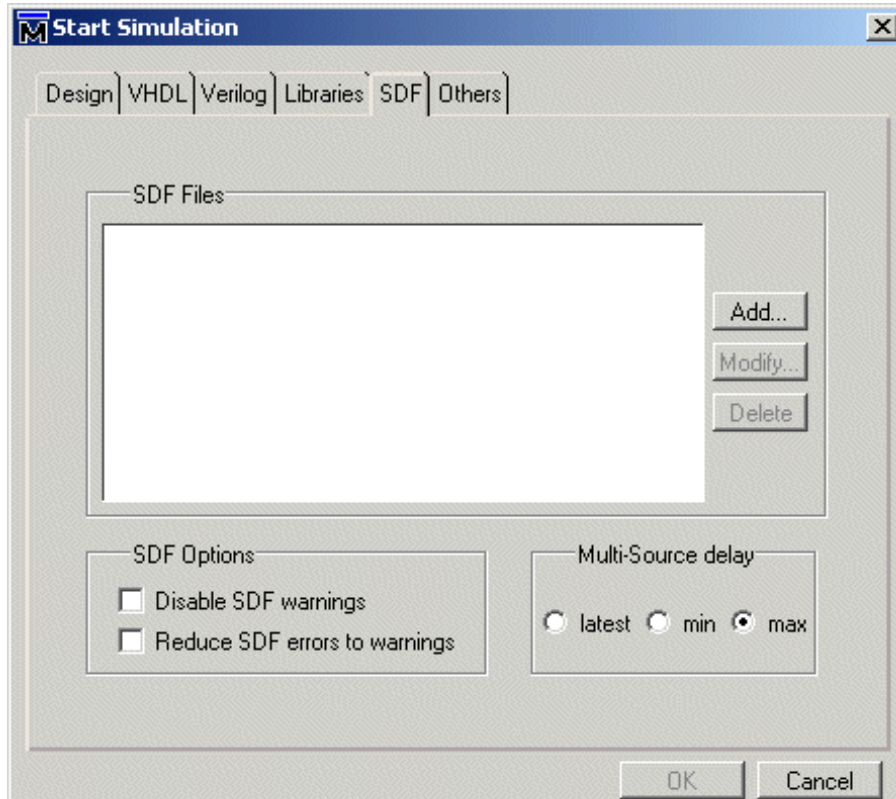 M Start Simulation
Design VHDL Verilog Libraries SDF Others
SDF Files
Add...
Modify...
Delete
SDF Options
Disable SDF warnings
Reduce SDF errors to warnings
Multi-Source delay
latest min max
OK Cancel